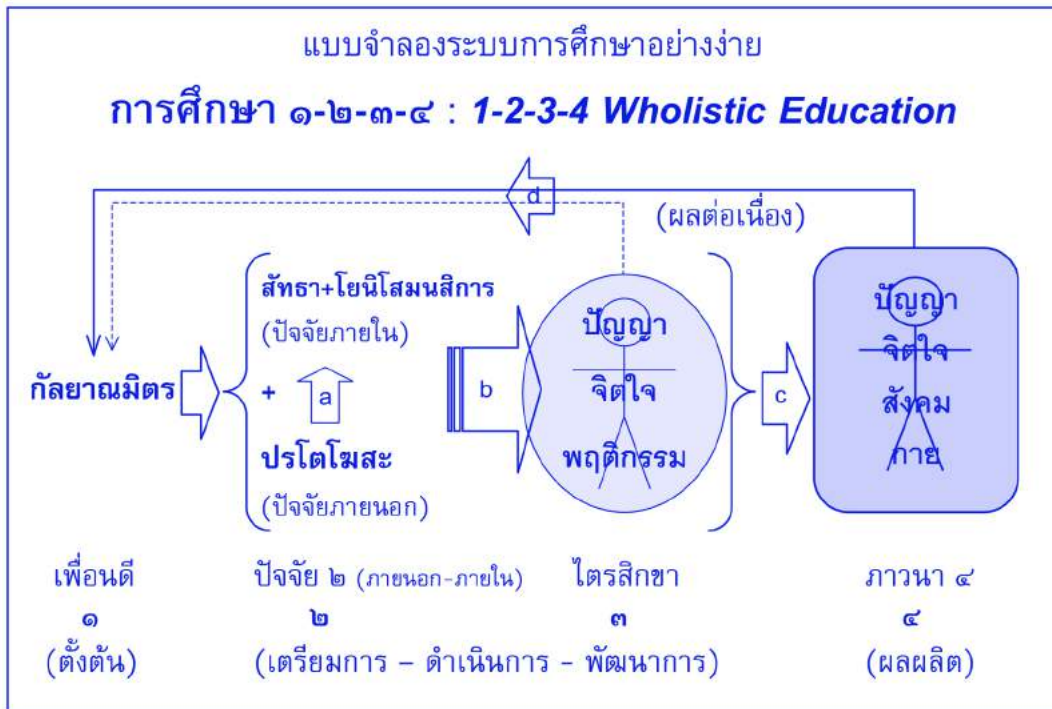 แบบจำลองระบบการศึกษาอย่างง่าย
การศึกษา ๑-๒-๓-๔ : 1-2-3-4 Wholistic Education
d
(ผลต่อเนื่อง)
กัลยาณมิตร
สัทธา+โยนิโสมนสิการ
(ปัจจัยภายใน)
+ a
ปรโตโฆสะ
(ปัจจัยภายนอก)
b
ปัญญา
จิตใจ
พฤติกรรม
c
ปัญญา
จิตใจ
สังคม
กาย
เพื่อนดี ปัจจัย ๒ (ภายนอก-ภายใน) ไตรสิกขา ภาวนา ๔
๑ ๒ ๓ ๔
(ตั้งต้น) (เตรียมการ – ดำเนินการ - พัฒนาการ) (ผลผลิต)